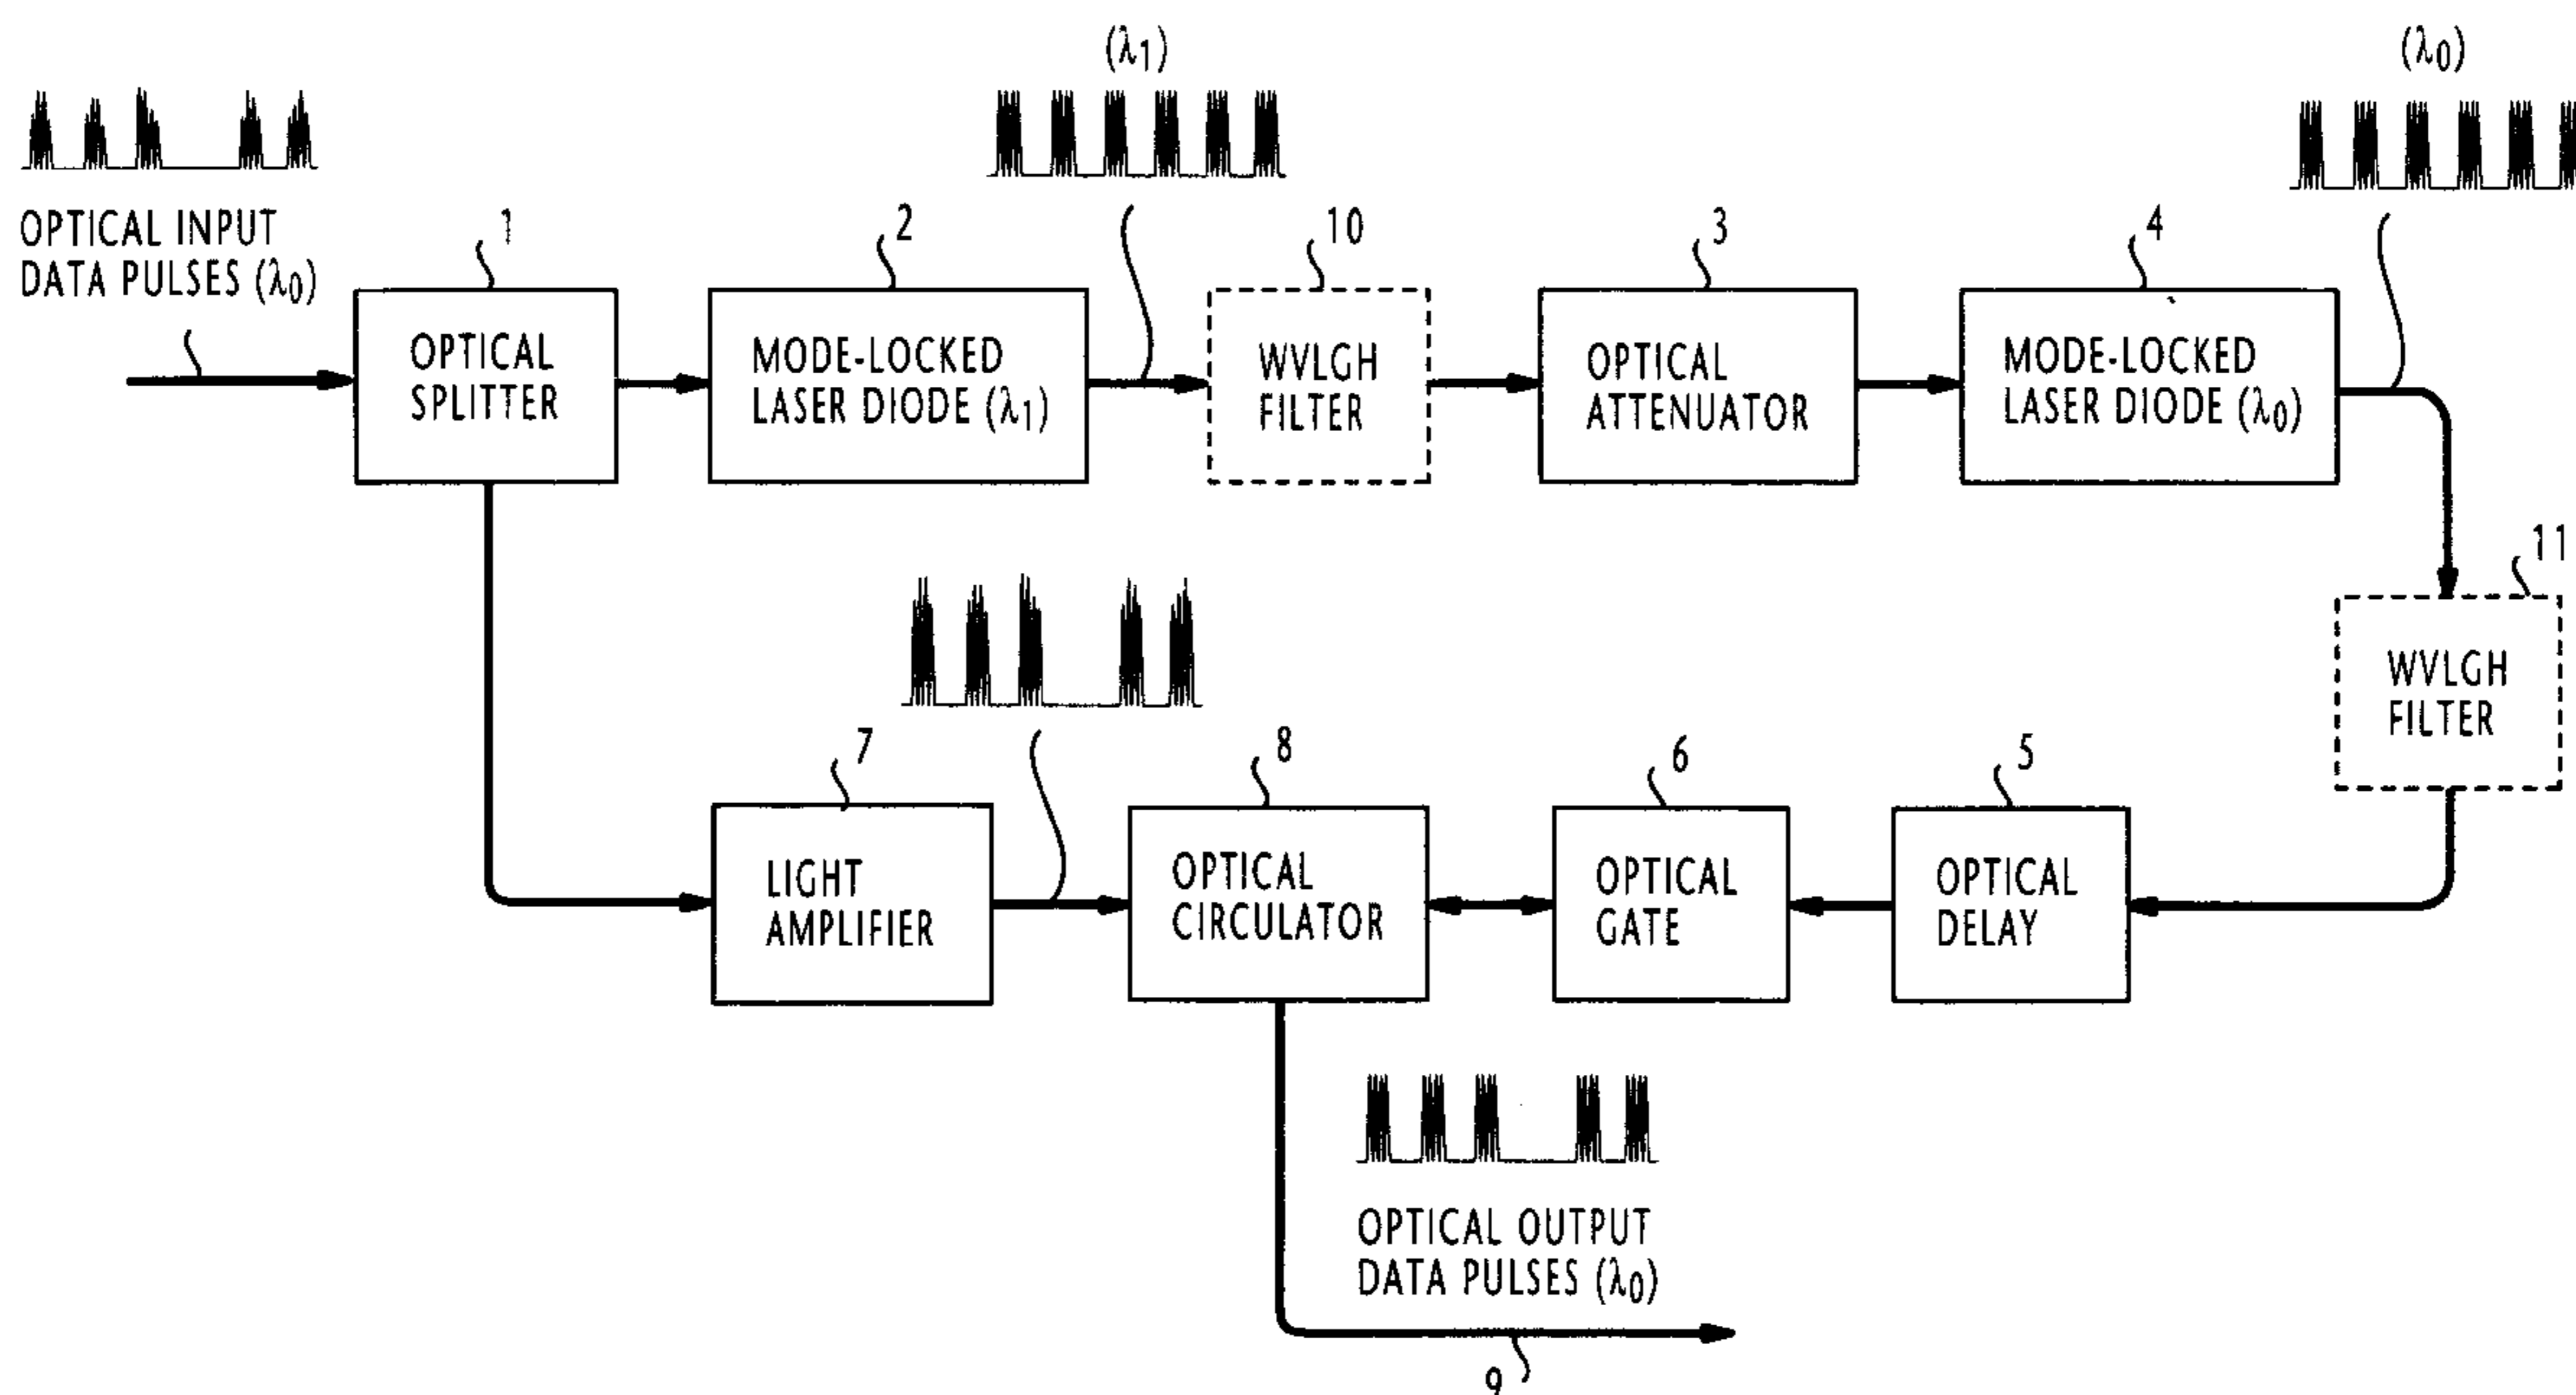 (λ1)
(λ0)
OPTICAL INPUT
DATA PULSES (λ0)
1
2
10
3
4
OPTICAL
SPLITTER
MODE-LOCKED
LASER DIODE (λ1)
WVLGH
FILTER
OPTICAL
ATTENUATOR
MODE-LOCKED
LASER DIODE (λ0)
11
WVLGH
FILTER
7
8
6
5
LIGHT
AMPLIFIER
OPTICAL
CIRCULATOR
OPTICAL
GATE
OPTICAL
DELAY
OPTICAL OUTPUT
DATA PULSES (λ0)
9